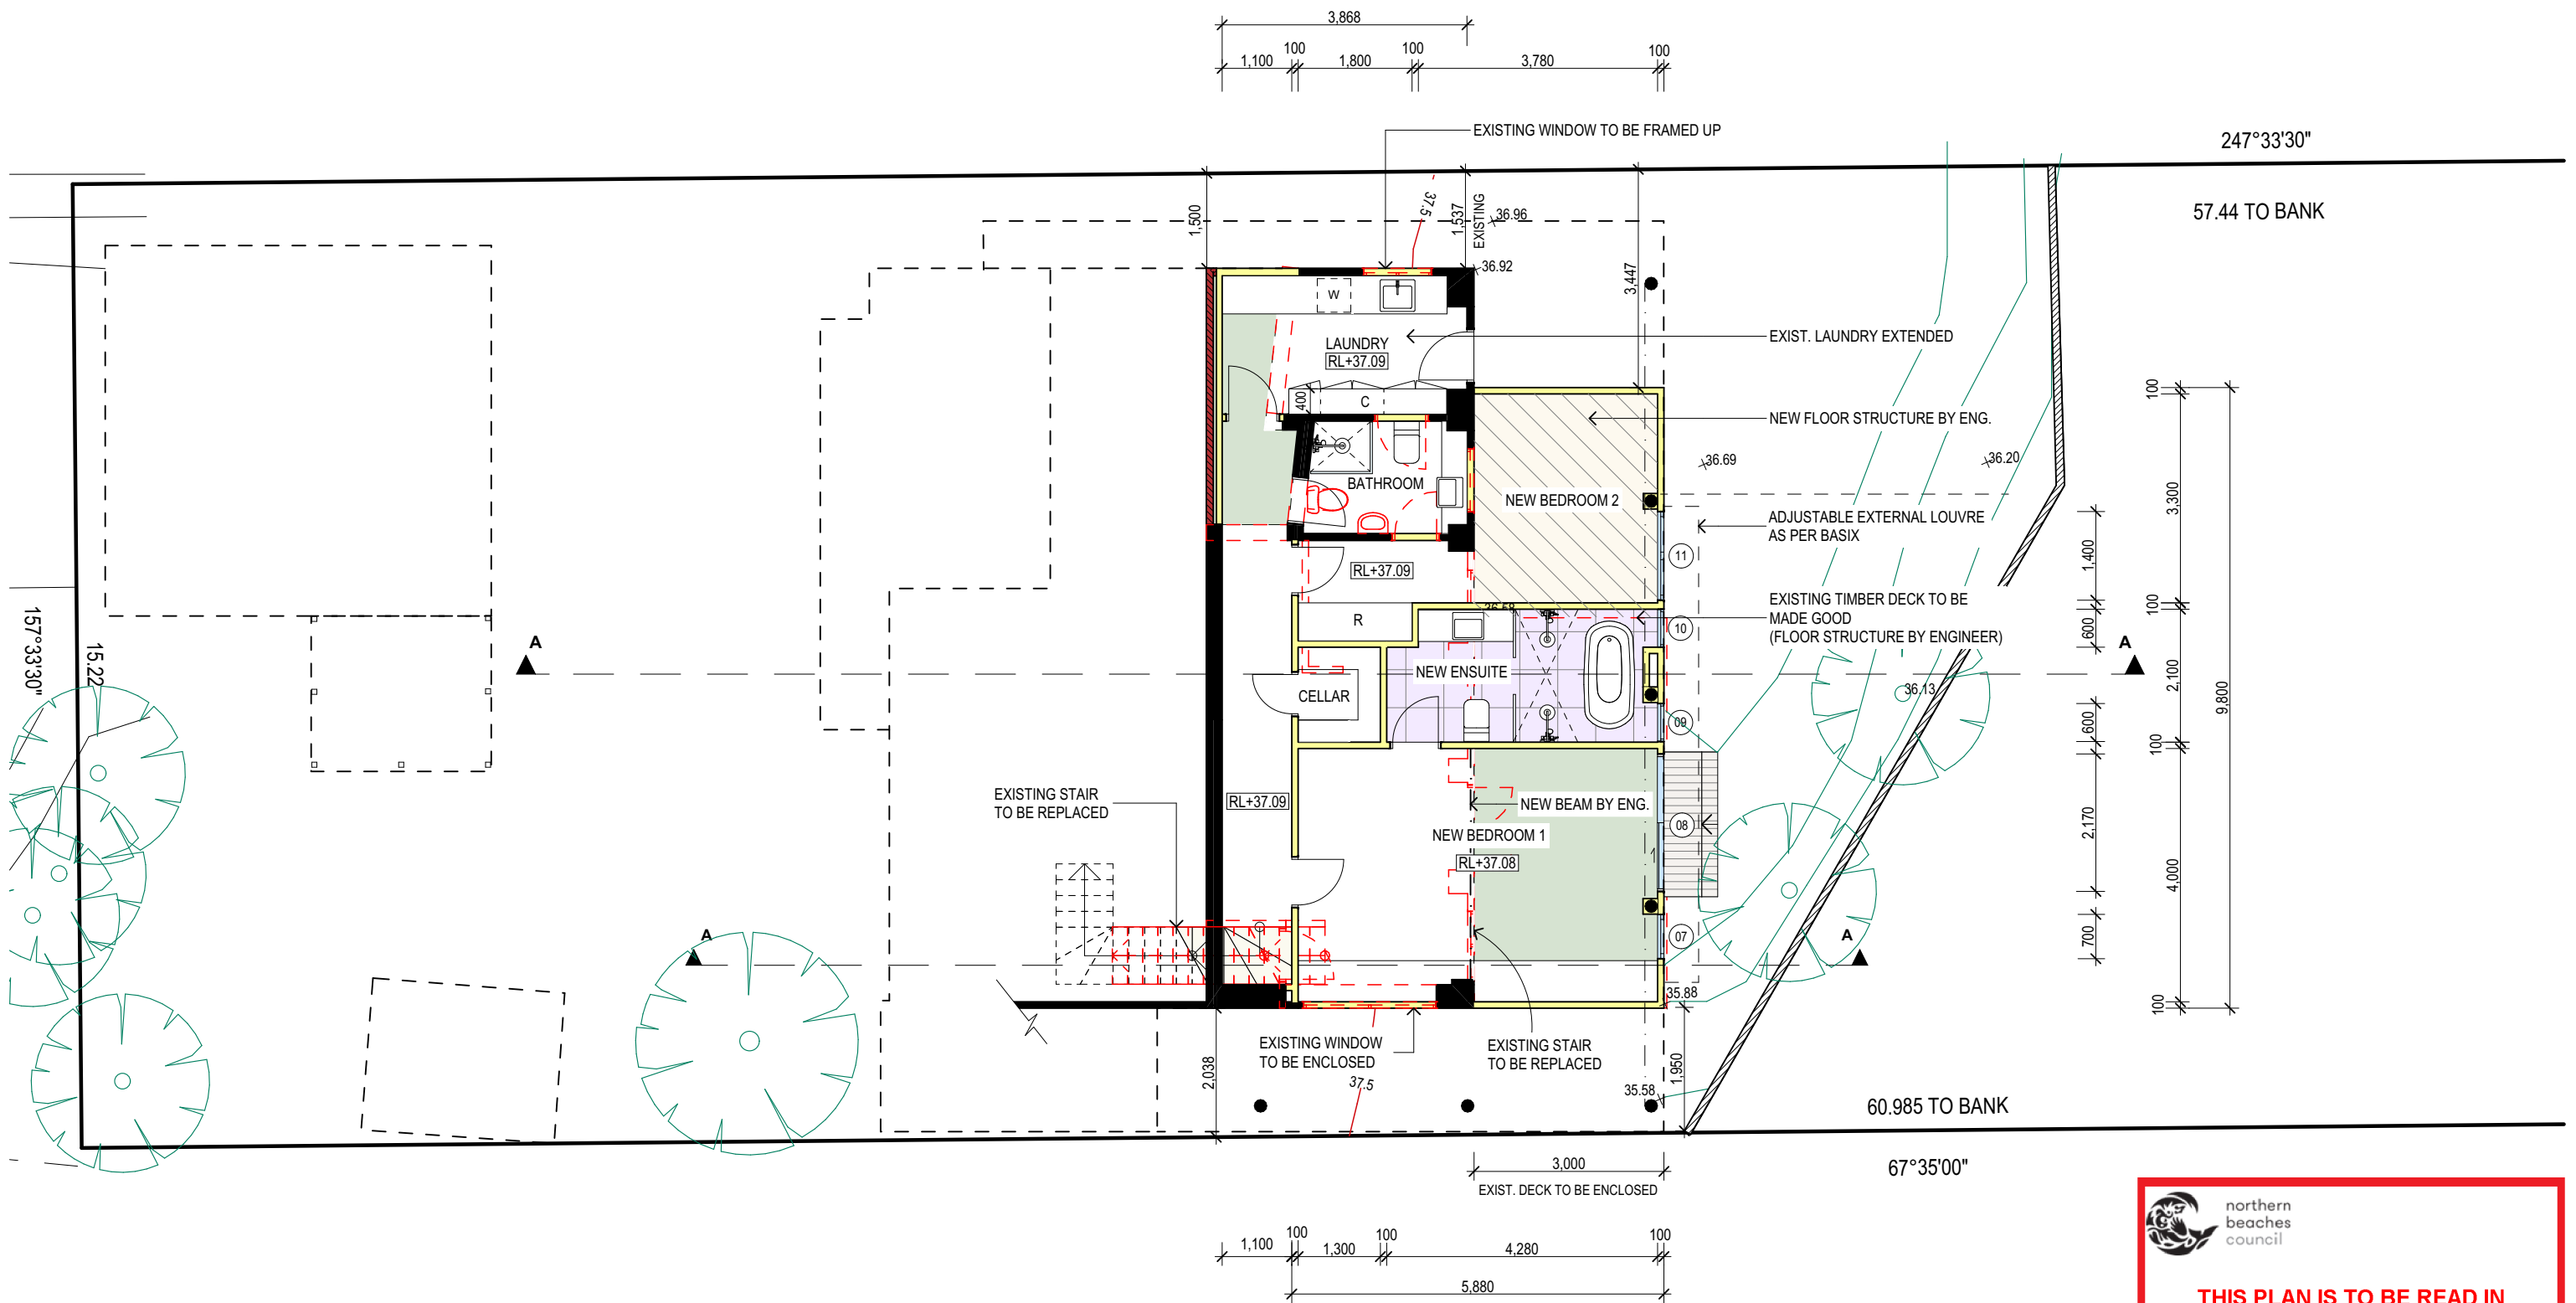 3,868
100
100
100
1,100
1,800
3,780
EXISTING WINDOW TO BE FRAMED UP
247°33'30"
57.44 TO BANK
1,500
37.5
1,537
EXISTING
36.96
36.92
3,447
W
LAUNDRY
RL+37.09
EXIST. LAUNDRY EXTENDED
400
C
NEW FLOOR STRUCTURE BY ENG.
BATHROOM
NEW BEDROOM 2
36.69
36.20
ADJUSTABLE EXTERNAL LOUVRE
AS PER BASIX
11
RL+37.09
R
EXISTING TIMBER DECK TO BE
MADE GOOD
(FLOOR STRUCTURE BY ENGINEER)
10
NEW ENSUITE
CELLAR
36.13
09
A
A
157°33'30"
15.22
100
3,300
1,400
100
600
2,100
9,800
600
100
2,170
4,000
700
100
EXISTING STAIR
TO BE REPLACED
RL+37.09
NEW BEAM BY ENG.
NEW BEDROOM 1
RL+37.08
08
07
A
A
35.88
EXISTING WINDOW
TO BE ENCLOSED
EXISTING STAIR
TO BE REPLACED
2,038
37.5
1,950
35.58
60.985 TO BANK
67°35'00"
3,000
EXIST. DECK TO BE ENCLOSED
100
100
100
1,100
1,300
4,280
5,880
northern
beaches
council
THIS PLAN IS TO BE READ IN